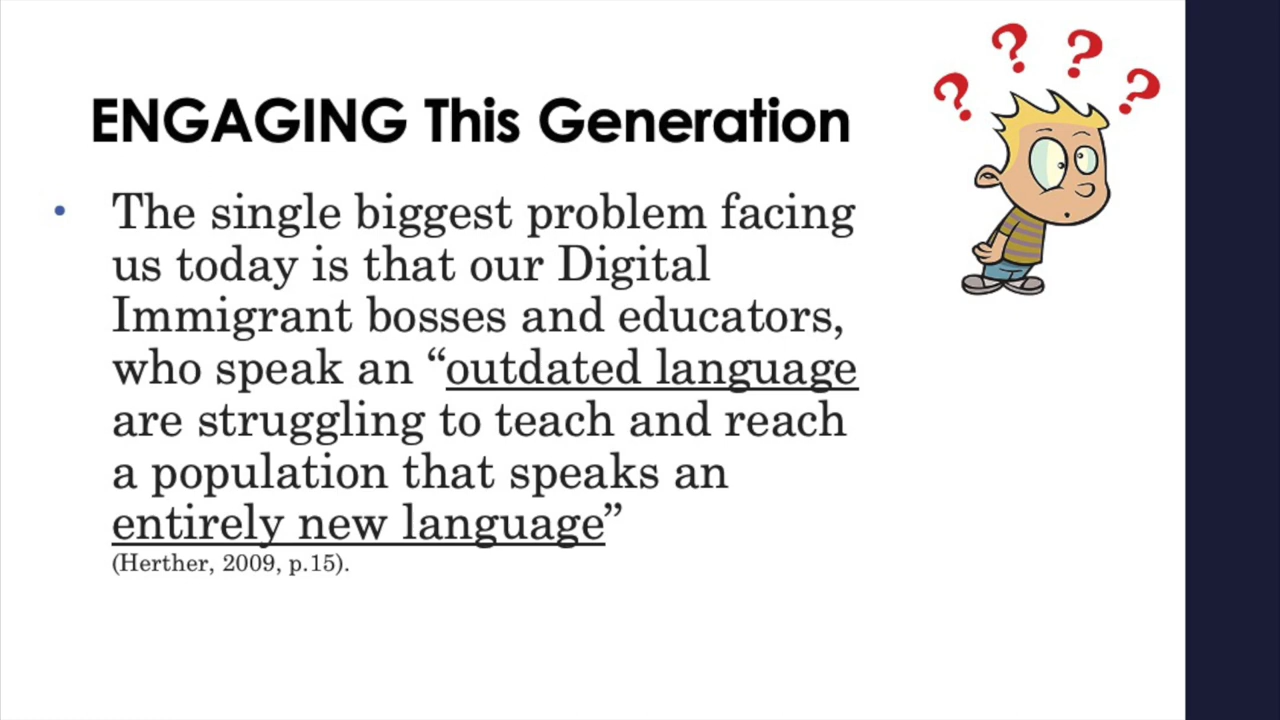 ENGAGING This Generation
• The single biggest problem facing
us today is that our Digital
Immigrant bosses and educators,
who speak an “outdated language
are struggling to teach and reach
a population that speaks an
entirely new language”
(Herther, 2009, p.15).
? ? ? ?